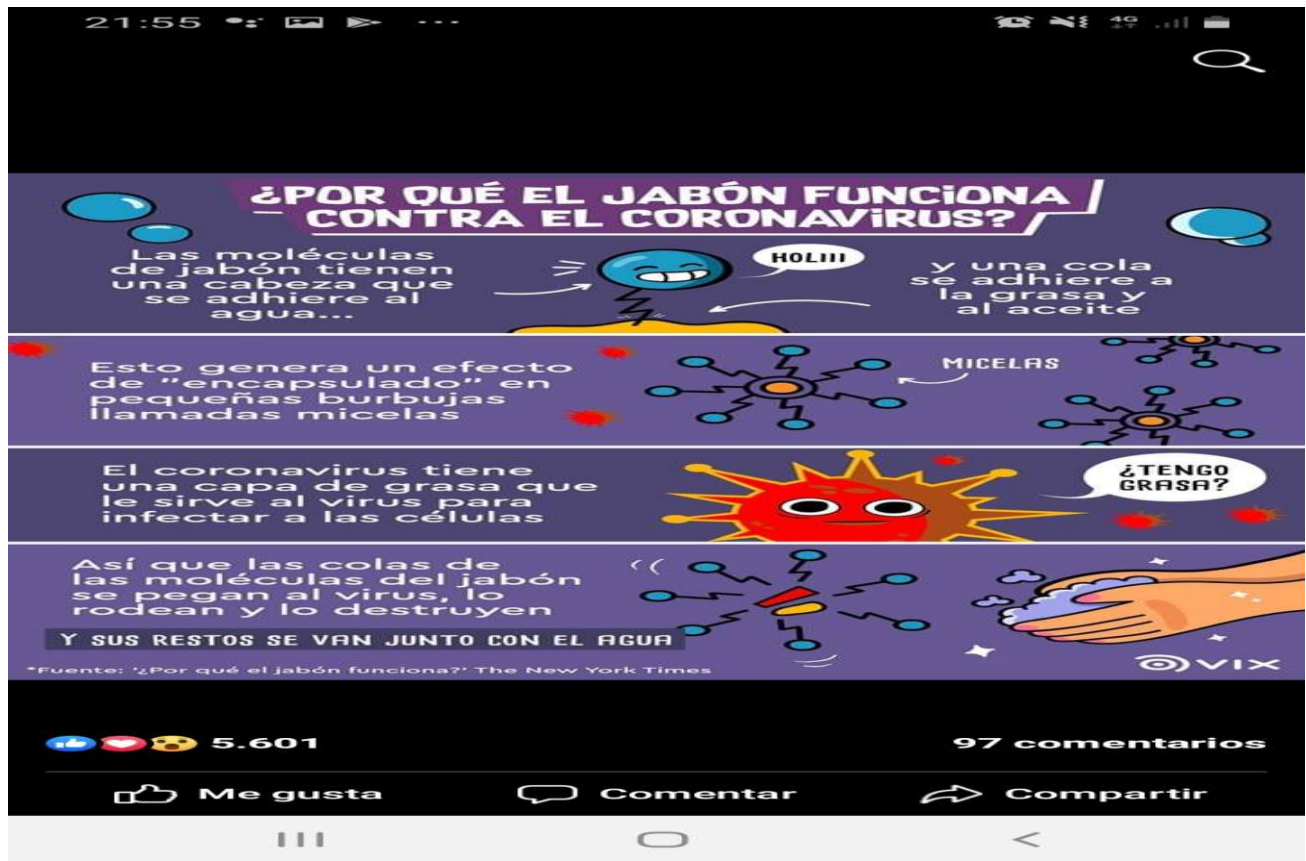 21:55
4G
¿POR QUÉ EL JABÓN FUNCiONA
CONTRA EL CORONAViRUS?
Las moléculas
de jabón tienen
una cabeza que
se adhiere al
agua...
HOLIII
y una cola
se adhiere a
la grasa y
al aceite
Esto genera un efecto
de "encapsulado" en
pequeñas burbujas
llamadas micelas
MICELAS
El coronavirus tiene
una capa de grasa que
le sirve al virus para
infectar a las células
¿TENGO
GRASA?
Así que las colas de
las moléculas del jabón
se pegan al virus, lo
rodean y lo destruyen
Y SUS RESTOS SE VAN JUNTO CON EL AGUA
*Fuente: '¿Por qué el jabón funciona?' The New York Times
VIX
5.601
97 comentarios
Me gusta
Comentar
Compartir